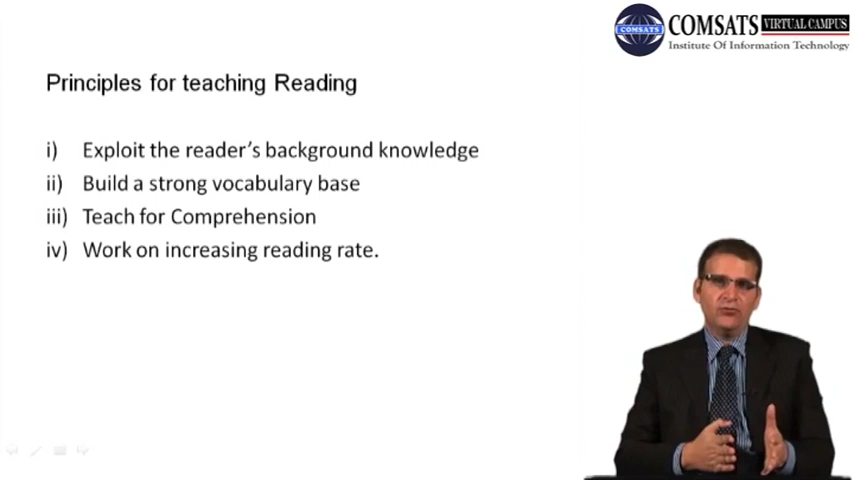 COMSATS VIRTUAL CAMPUS
COMSATS
Institute Of Information Technology
Principles for teaching Reading
i) Exploit the reader's background knowledge
ii) Build a strong vocabulary base
iii) Teach for Comprehension
iv) Work on increasing reading rate.